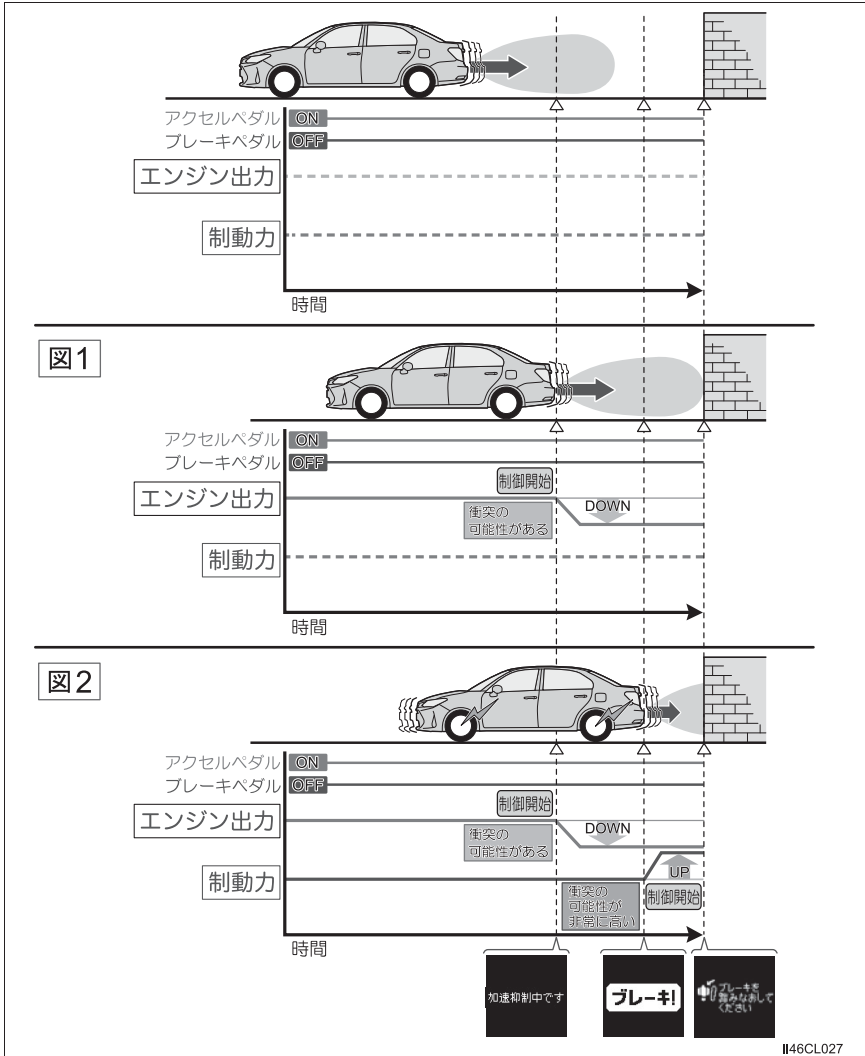 アクセルペダル ON
ブレーキペダル OFF
エンジン出力
制動力
時間
図1
アクセルペダル ON
ブレーキペダル OFF
制御開始
エンジン出力
DOWN
衝突の
可能性がある
制動力
時間
図2
アクセルペダル ON
ブレーキペダル OFF
制御開始
エンジン出力
DOWN
衝突の
可能性がある
制動力
UP
衝突の
可能性が
非常に高い
制御開始
時間
加速抑制中です
ブレーキ!
ブレーキを
踏みなおして
ください
II46CL027